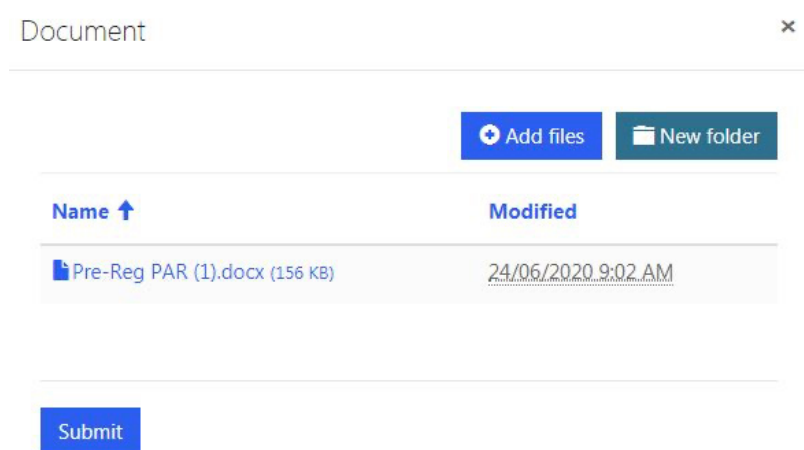 Document ×
Add files New folder
Name Modified
Pre-Reg PAR (1).docx (156 KB) 24/06/2020 9:02 AM
Submit